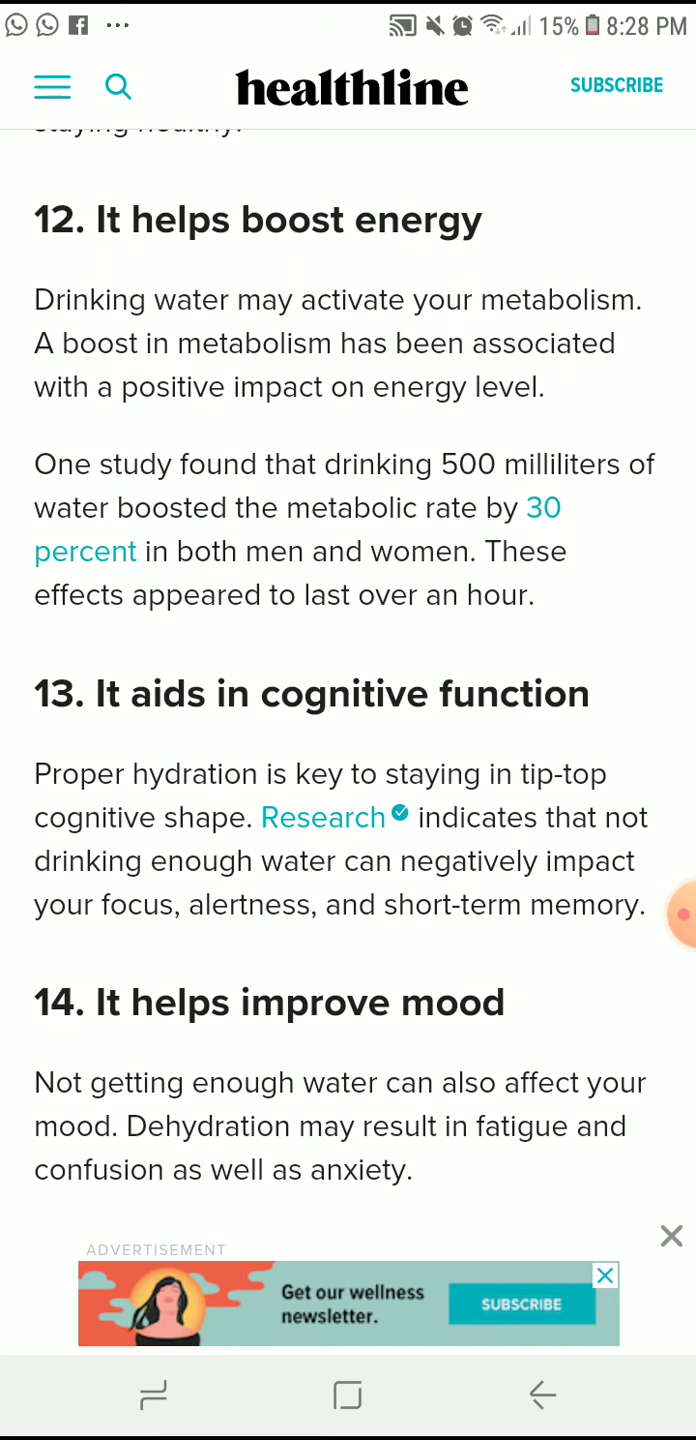 15% 8:28 PM
healthline
SUBSCRIBE
staying healthy.
12. It helps boost energy
Drinking water may activate your metabolism.
A boost in metabolism has been associated
with a positive impact on energy level.
One study found that drinking 500 milliliters of
water boosted the metabolic rate by 30
percent in both men and women. These
effects appeared to last over an hour.
13. It aids in cognitive function
Proper hydration is key to staying in tip-top
cognitive shape. Research indicates that not
drinking enough water can negatively impact
your focus, alertness, and short-term memory.
14. It helps improve mood
Not getting enough water can also affect your
mood. Dehydration may result in fatigue and
confusion as well as anxiety.
ADVERTISEMENT
Get our wellness
newsletter.
SUBSCRIBE